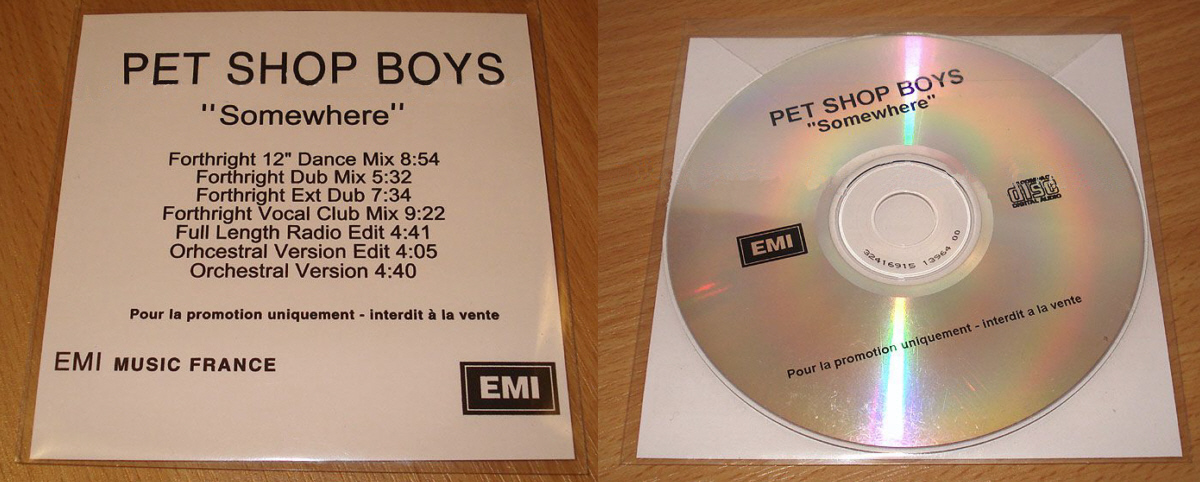 PET SHOP BOYS
"Somewhere"
Forthright 12" Dance Mix 8:54
Forthright Dub Mix 5:32
Forthright Ext Dub 7:34
Forthright Vocal Club Mix 9:22
Full Length Radio Edit 4:41
Orhcestral Version Edit 4:05
Orchestral Version 4:40
Pour la promotion uniquement - interdit à la vente
EMI MUSIC FRANCE
EMI
PET SHOP BOYS
"Somewhere"
COMPACT
disc
DIGITAL AUDIO
EMI
32416915 13964 00
Pour la promotion uniquement - interdit a la vente